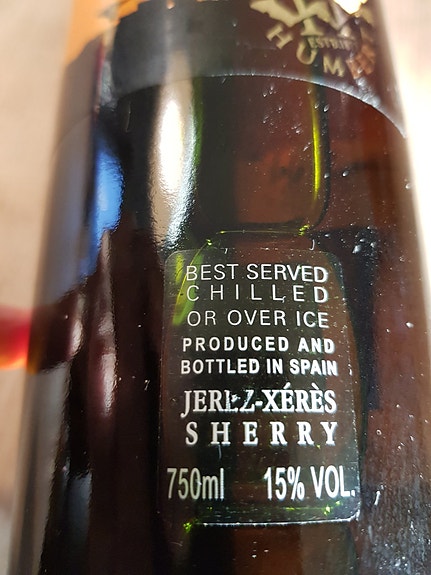 BEST SERVED
CHILLED
OR OVER ICE
PRODUCED AND
BOTTLED IN SPAIN
JEREZ-XÉRÈS
SHERRY
750ml 15% VOL.